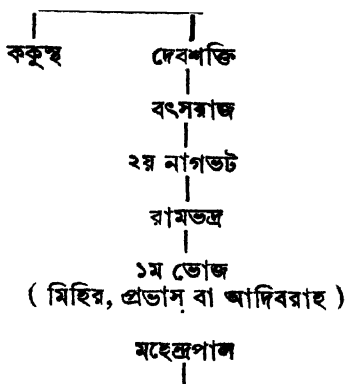 ককুস্থ দেবশক্তি
বৎসরাজ
২য় নাগভট
রামভদ্র
১ম ভোজ
( মিহির, প্রভাস বা আদিবরাহ )
মহেন্দ্রপাল